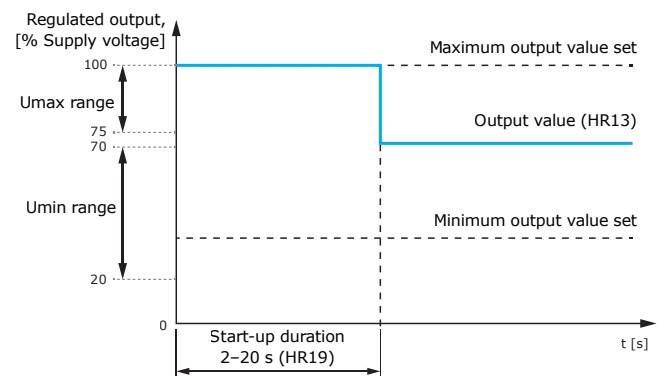 Regulated output,
[% Supply voltage]
Maximum output value set
100
Umax range
Output value (HR13)
75
70
Umin range
Minimum output value set
20
0
Start-up duration
2–20 s (HR19)
t [s]